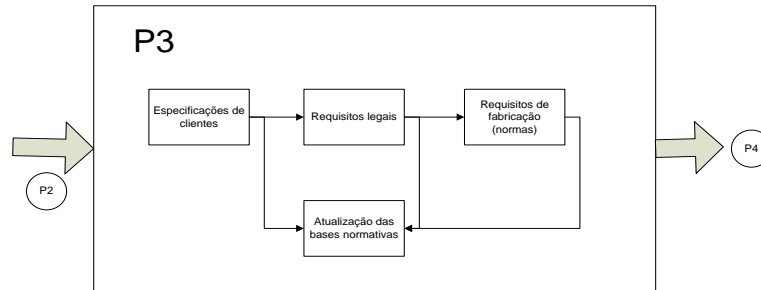 P3
Especificações de
clientes
Requisitos legais
Requisitos de
fabricação
(normas)
P2
P4
Atualização das
bases normativas